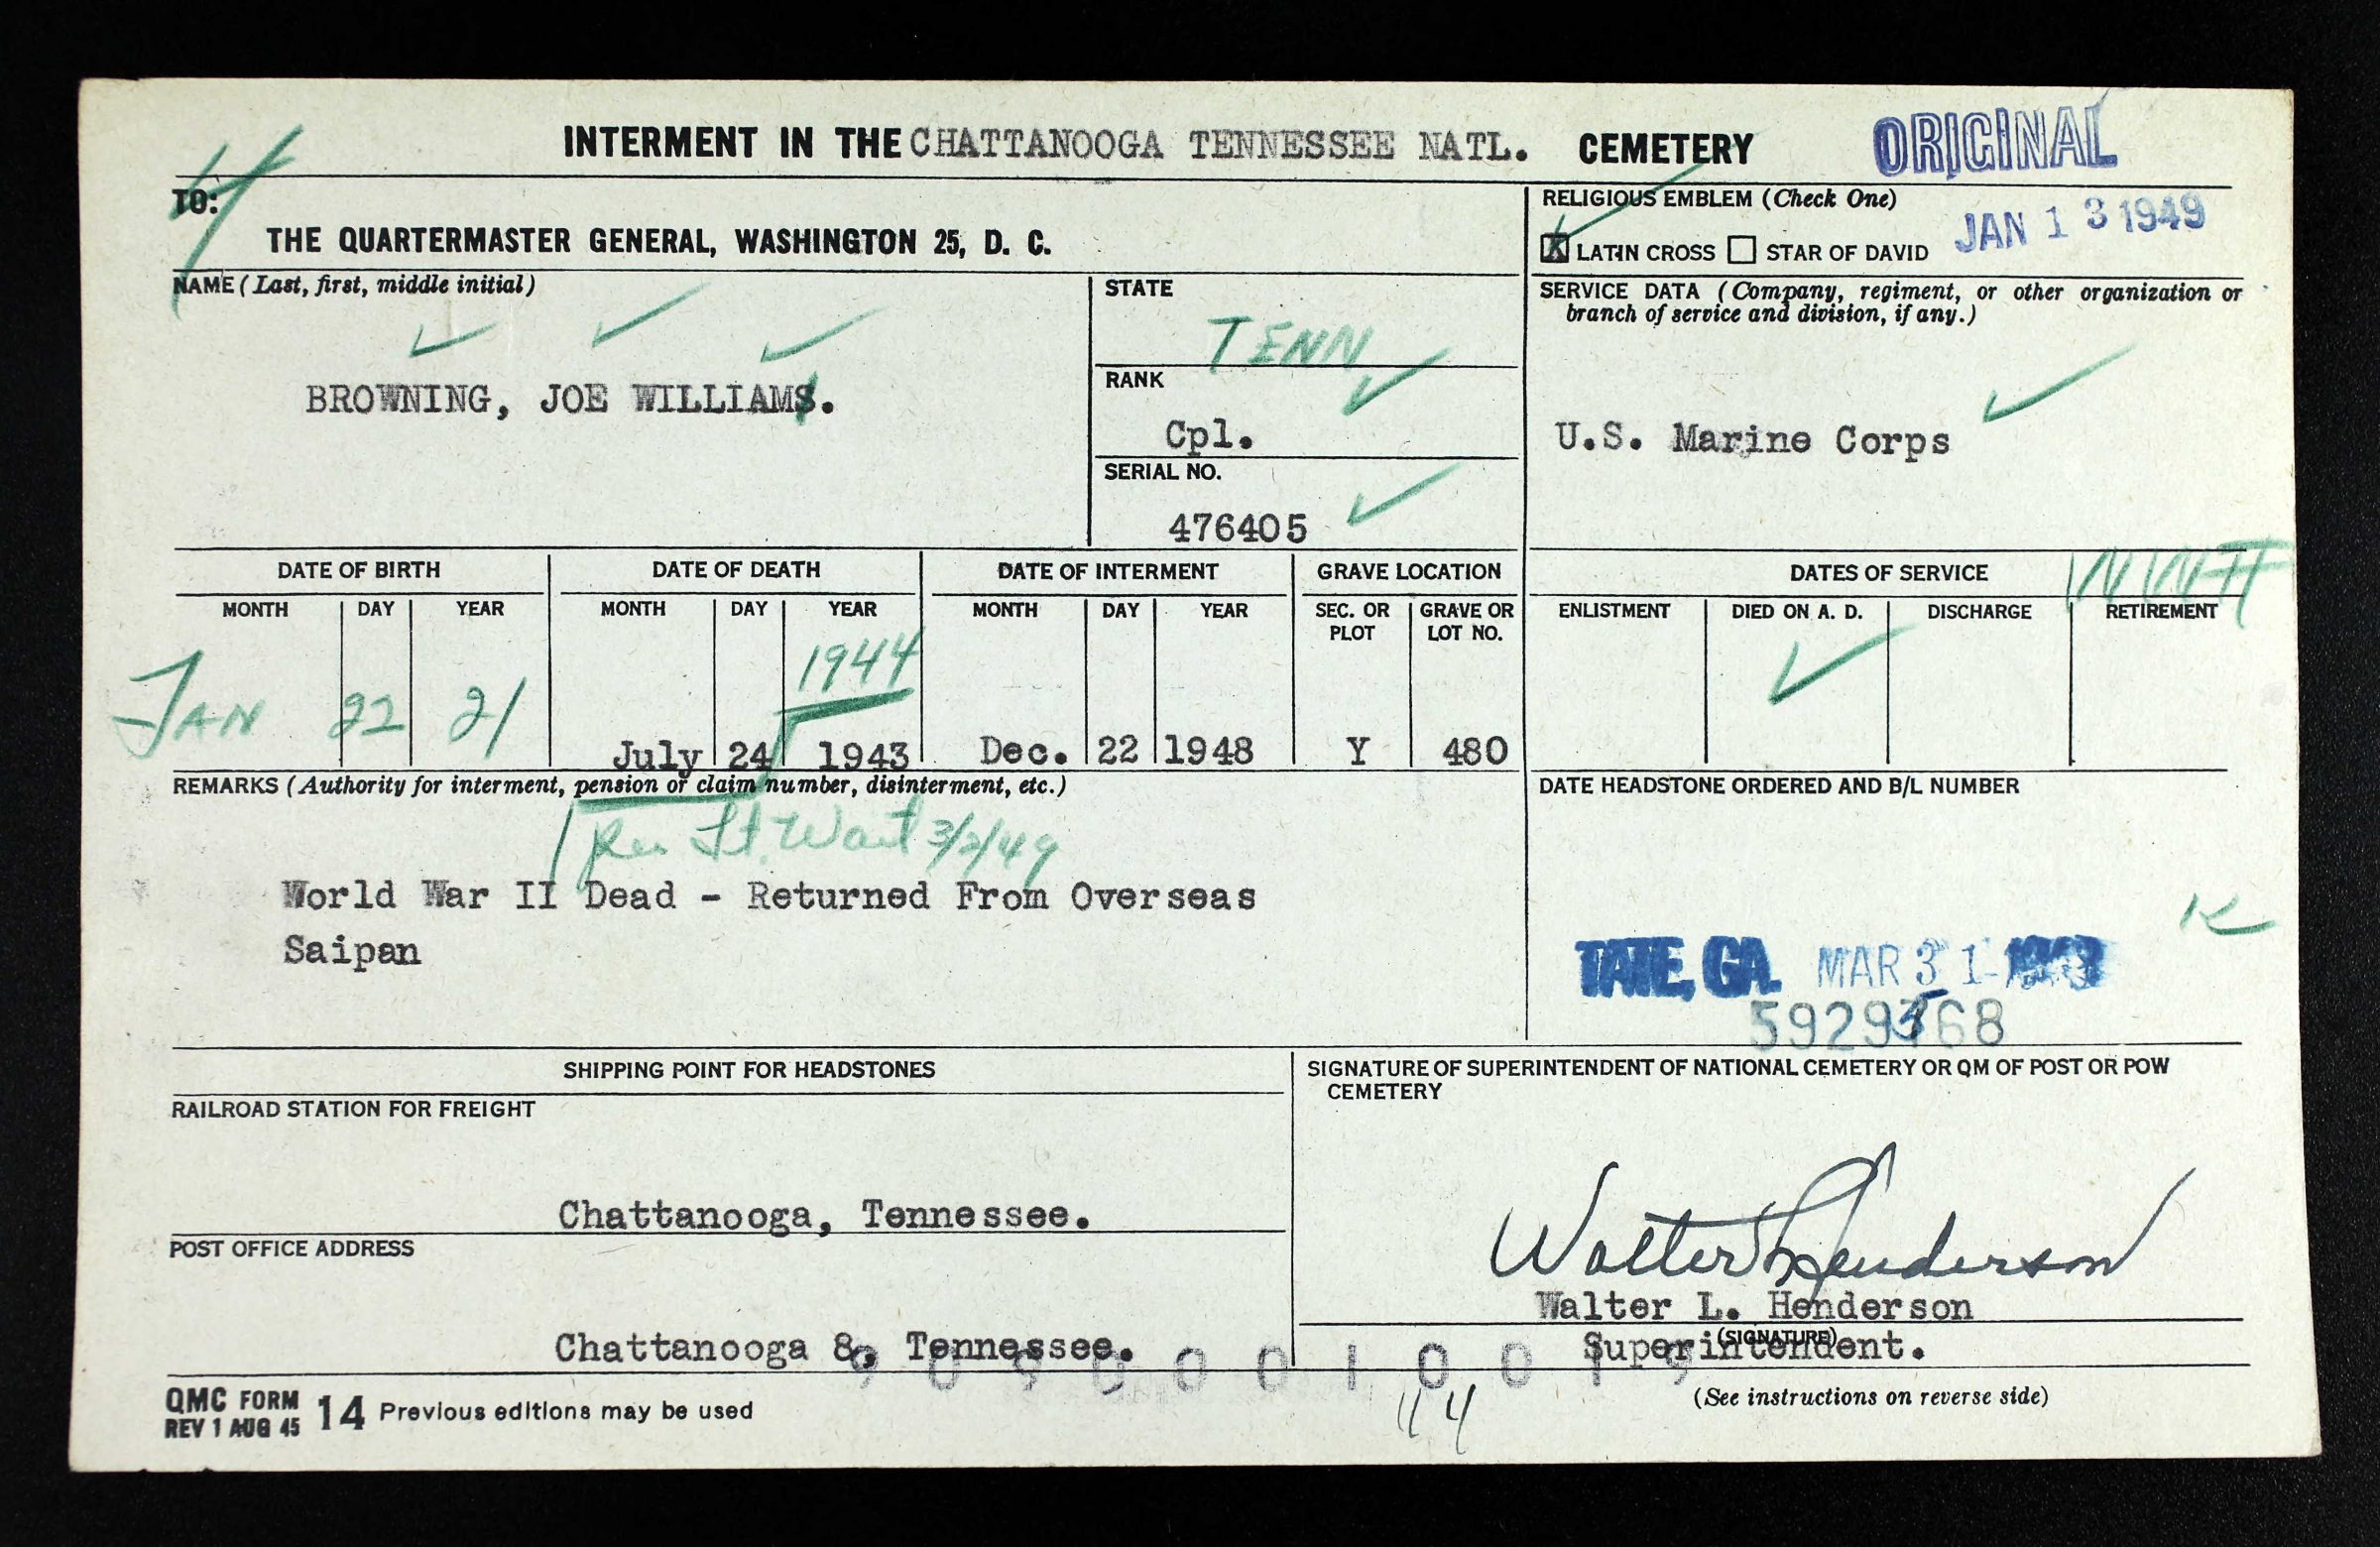 INTERMENT IN THE CHATTANOOGA TENNESSEE NATL. CEMETERY
ORIGINAL
TO:
THE QUARTERMASTER GENERAL, WASHINGTON 25, D. C.
RELIGIOUS EMBLEM (Check One)
JAN 13 1949
X LATIN CROSS STAR OF DAVID
NAME (Last, first, middle initial)
BROWNING, JOE WILLIAMS.
STATE
TENN
RANK
Cpl.
SERIAL NO.
476405
SERVICE DATA (Company, regiment, or other organization or
branch of service and division, if any.)
U.S. Marine Corps
DATE OF BIRTH
MONTH DAY YEAR
JAN 22 21
DATE OF DEATH
MONTH DAY YEAR
1944
July 24 1943
DATE OF INTERMENT
MONTH DAY YEAR
Dec. 22 1948
GRAVE LOCATION
SEC. OR PLOT
GRAVE OR LOT NO.
Y 480
DATES OF SERVICE
WWII
ENLISTMENT DIED ON A. D. DISCHARGE RETIREMENT
REMARKS (Authority for interment, pension or claim number, disinterment, etc.)
Lt. 3/2/49
World War II Dead - Returned From Overseas
Saipan
DATE HEADSTONE ORDERED AND B/L NUMBER
K
TATE, GA. MAR 31
SHIPPING POINT FOR HEADSTONES
RAILROAD STATION FOR FREIGHT
Chattanooga, Tennessee.
POST OFFICE ADDRESS
Chattanooga 8, Tennessee.
SIGNATURE OF SUPERINTENDENT OF NATIONAL CEMETERY OR QM OF POST OR POW
CEMETERY
Walter L Henderson
Walter L. Henderson
(SIGNATURE)
Superintendent.
QMC FORM 14 Previous editions may be used
REV 1 AUG 45
44
(See instructions on reverse side)